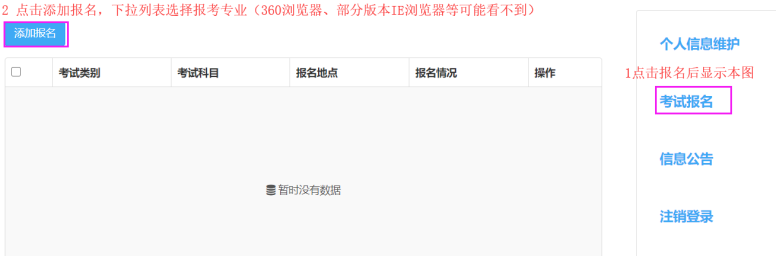 2 点击添加报名，下拉列表选择报考专业（360浏览器、部分版本IE浏览器等可能看不到）
添加报名
考试类别 考试科目 报名地点 报名情况 操作
暂时没有数据
个人信息维护
1点击报名后显示本图
考试报名
信息公告
注销登录